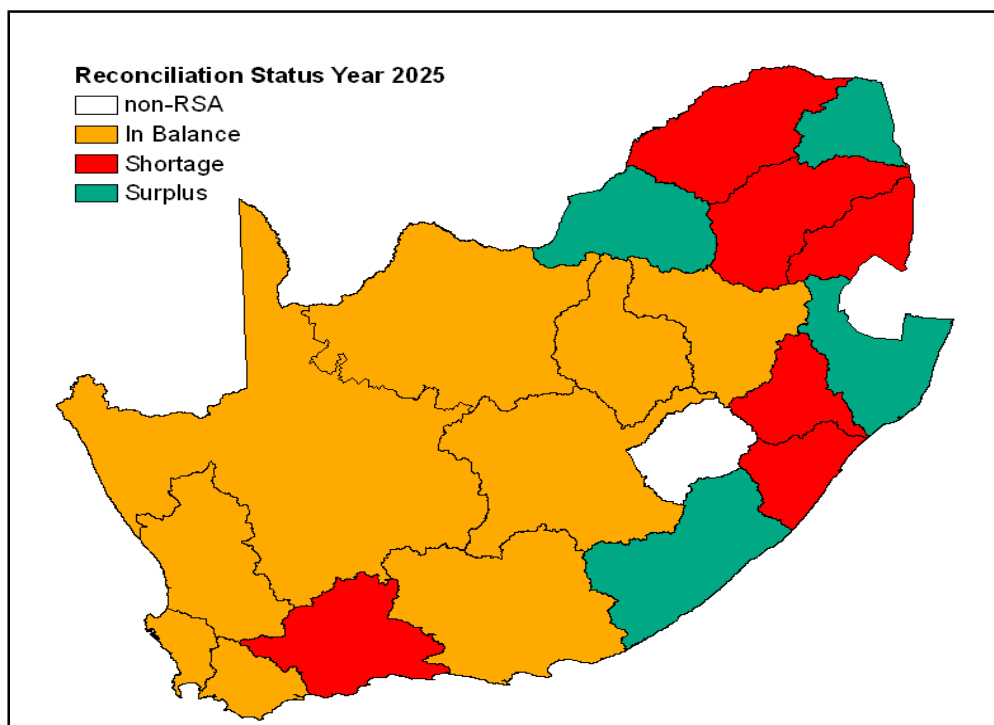 Reconciliation Status Year 2025
non-RSA
In Balance
Shortage
Surplus